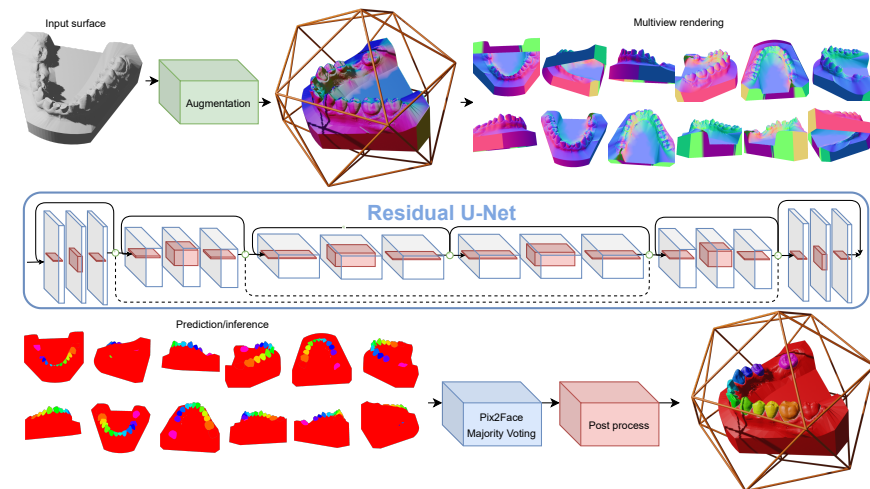 Input surface
Multiview rendering
Augmentation
Residual U-Net
Prediction/inference
Pix2Face
Majority Voting
Post process